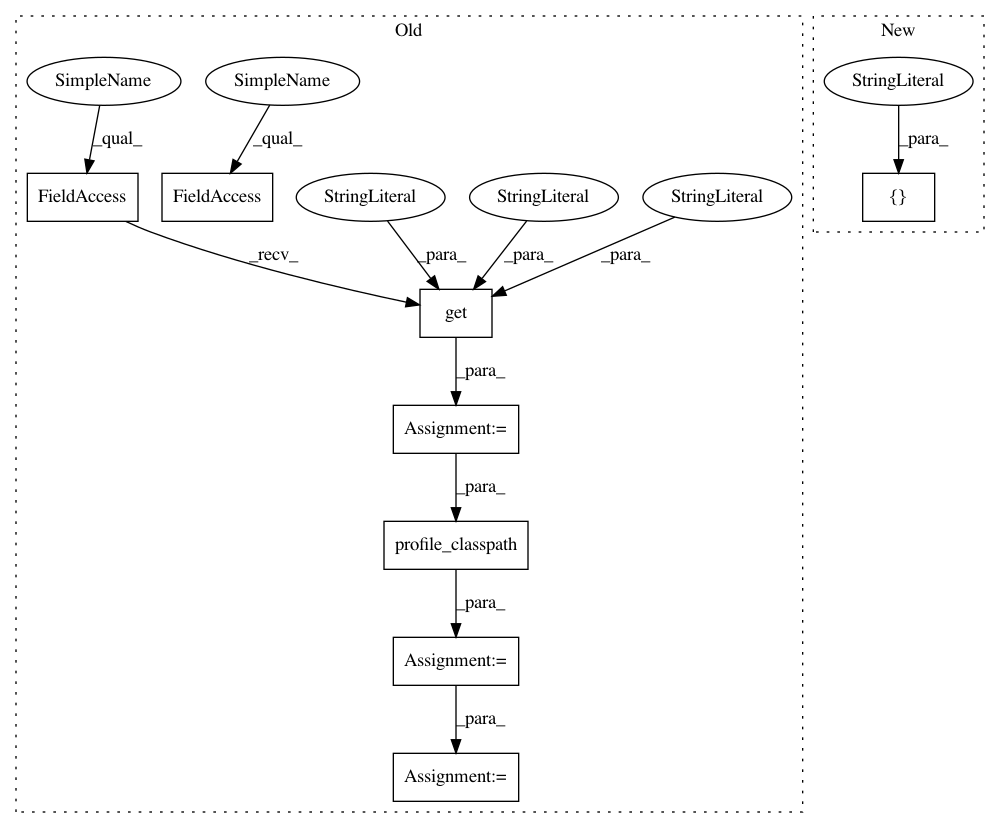 Old
New
SimpleName
SimpleName
StringLiteral
_qual_
_qual_
_para_
FieldAccess
FieldAccess
StringLiteral
StringLiteral
StringLiteral
{}
_recv_
_para_
_para_
_para_
get
_para_
Assignment:=
_para_
profile_classpath
_para_
Assignment:=
_para_
Assignment:=